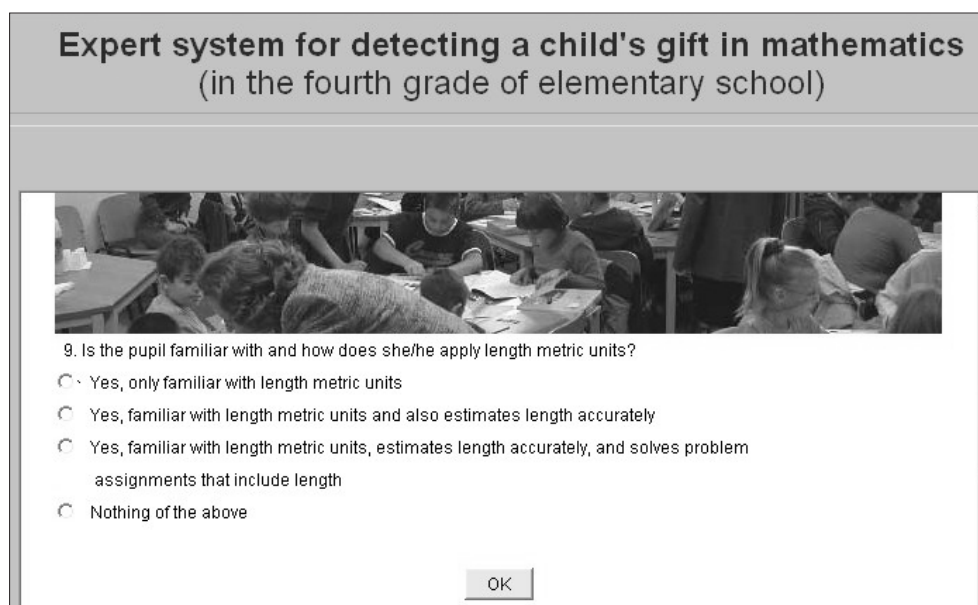 Expert system for detecting a child's gift in mathematics
(in the fourth grade of elementary school)
9. Is the pupil familiar with and how does she/he apply length metric units?
Yes, only familiar with length metric units
Yes, familiar with length metric units and also estimates length accurately
Yes, familiar with length metric units, estimates length accurately, and solves problem
assignments that include length
Nothing of the above
OK